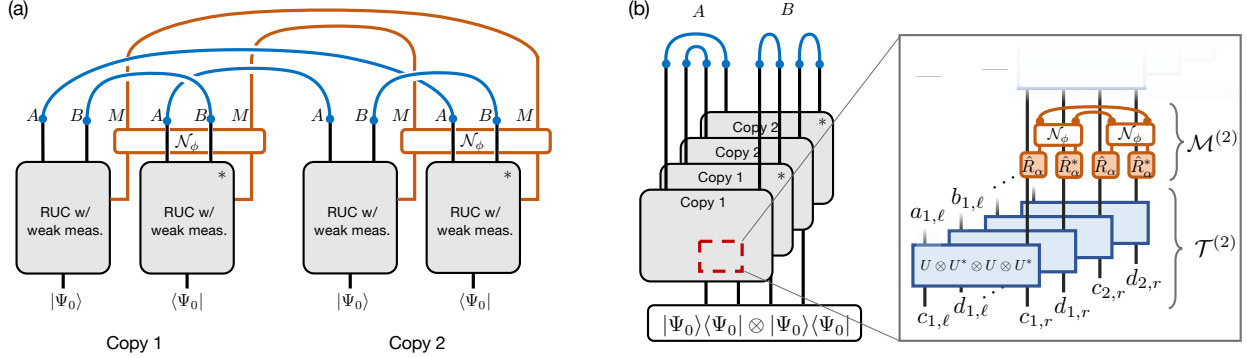 (a)
A B A B M
M A B A B M
𝒩_ϕ 𝒩_ϕ
* *
RUC w/ RUC w/ RUC w/ RUC w/
weak meas. weak meas. weak meas. weak meas.
|Ψ₀⟩ ⟨Ψ₀| |Ψ₀⟩ ⟨Ψ₀|
Copy 1 Copy 2
(b)
A B
Copy 2 *
Copy 2
Copy 1 *
Copy 1
|Ψ₀⟩⟨Ψ₀| ⊗ |Ψ₀⟩⟨Ψ₀|
𝒩_ϕ 𝒩_ϕ
R̂_α R̂*_α R̂_α R̂*_α
ℳ⁽²⁾
a_{1,ℓ} b_{1,ℓ}
U ⊗ U* ⊗ U ⊗ U*
𝒯⁽²⁾
c_{1,ℓ} d_{1,ℓ} c_{1,r} d_{1,r} c_{2,r} d_{2,r}